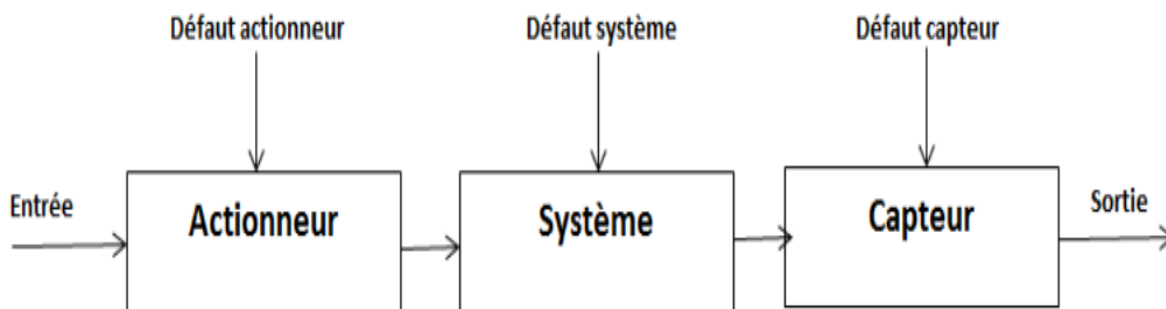 Défaut actionneur
Défaut système
Défaut capteur
Entrée
Actionneur
Système
Capteur
Sortie